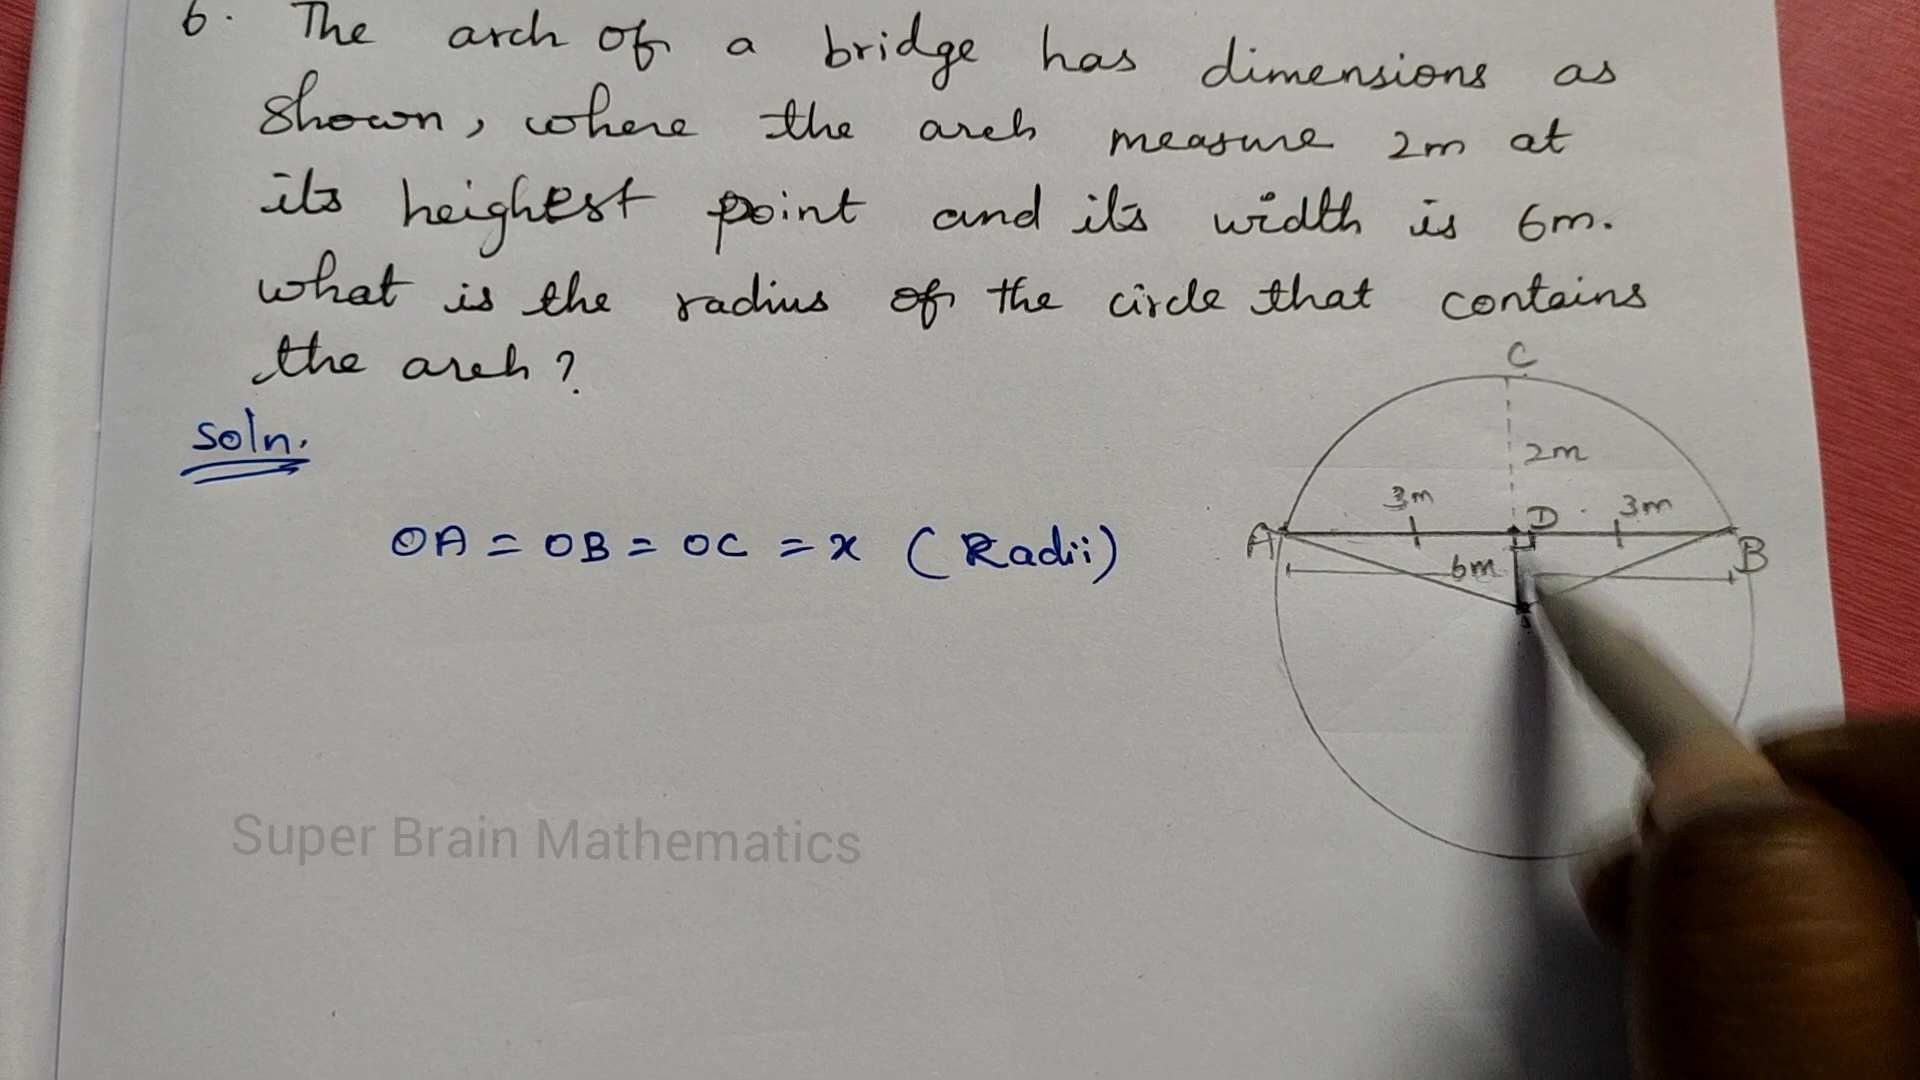 6. The arch of a bridge has dimensions as
shown, where the arch measure 2m at
its heighest point and its width is 6m.
what is the radius of the circle that contains
the arch?
C
soln.
2m
3m D 3m
OA = OB = OC = x (Radii)
A 6m B
Super Brain Mathematics